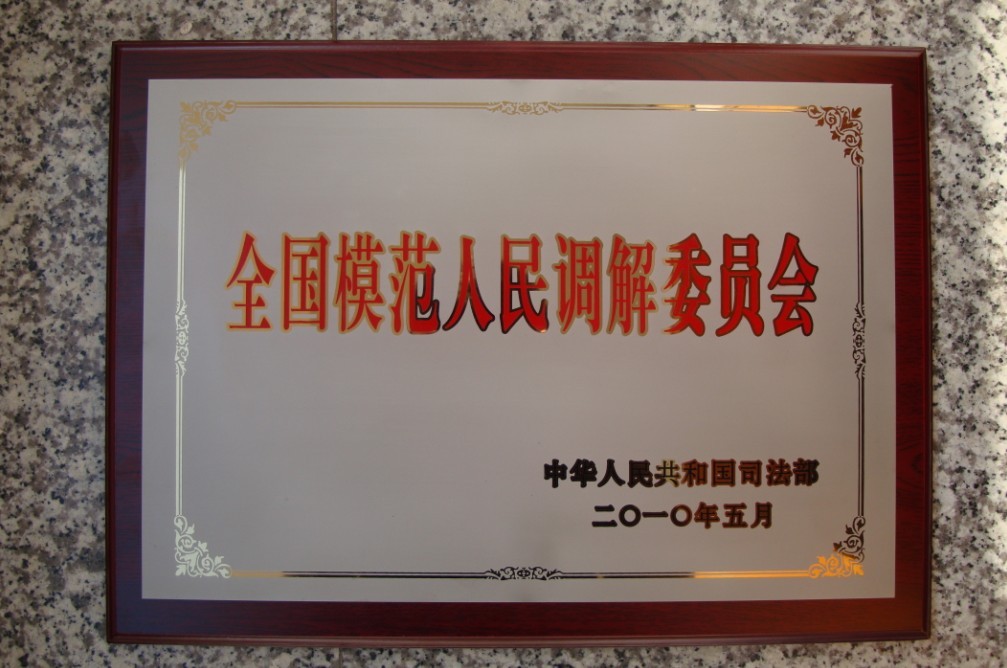 全国模范人民调解委员会
中华人民共和国司法部
二〇一〇年五月